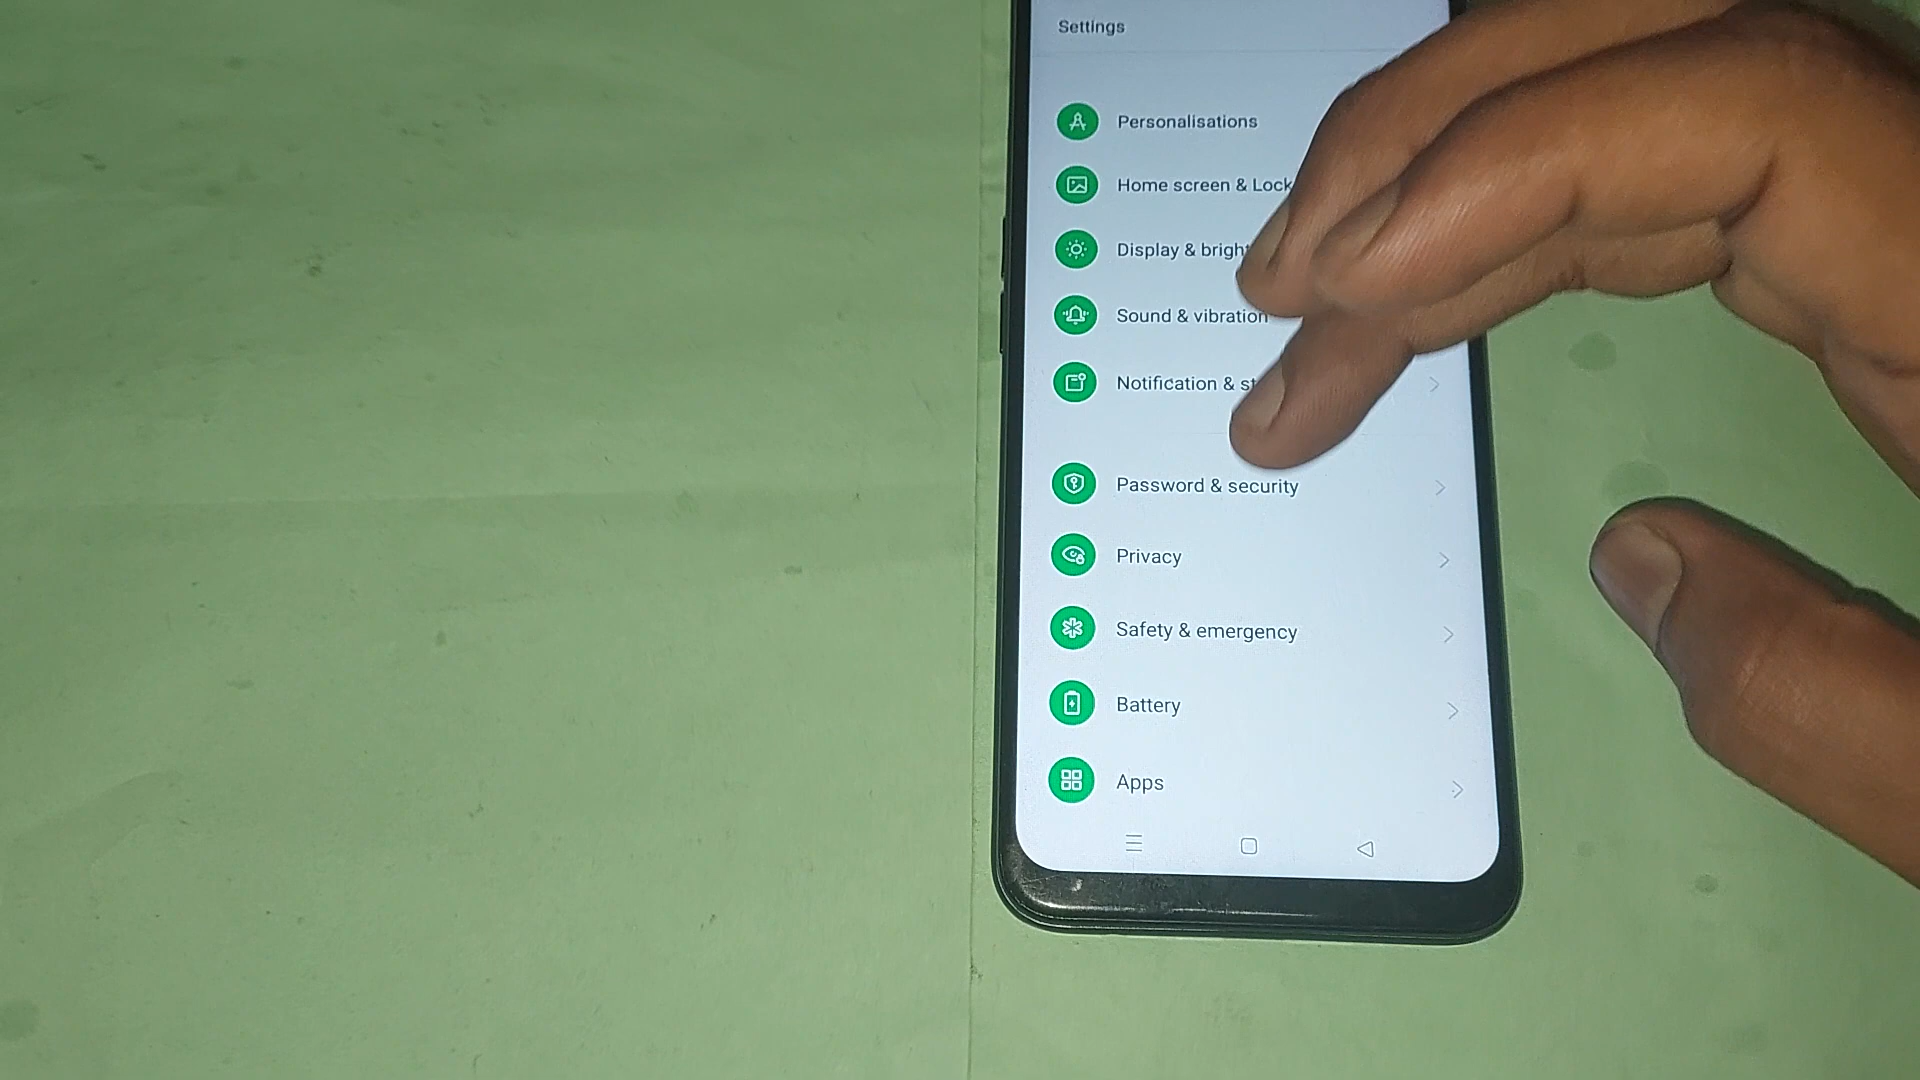 Settings
Personalisations
Home screen & Lock
Display & bright
Sound & vibration
Notification & st
Password & security
Privacy
Safety & emergency
Battery
Apps